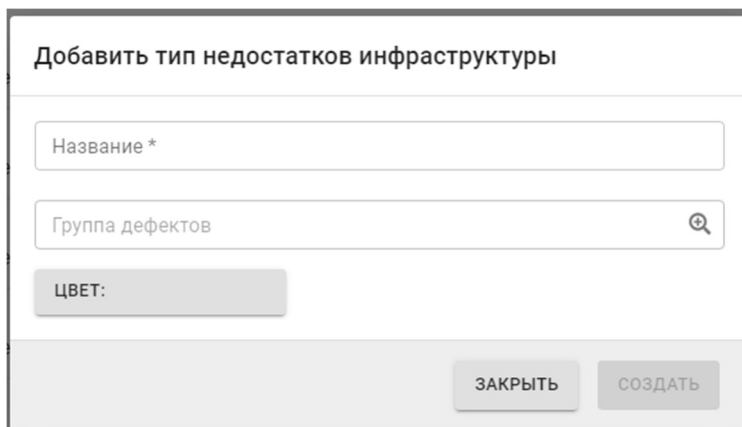 Добавить тип недостатков инфраструктуры
Название *
Группа дефектов
ЦВЕТ:
ЗАКРЫТЬ СОЗДАТЬ